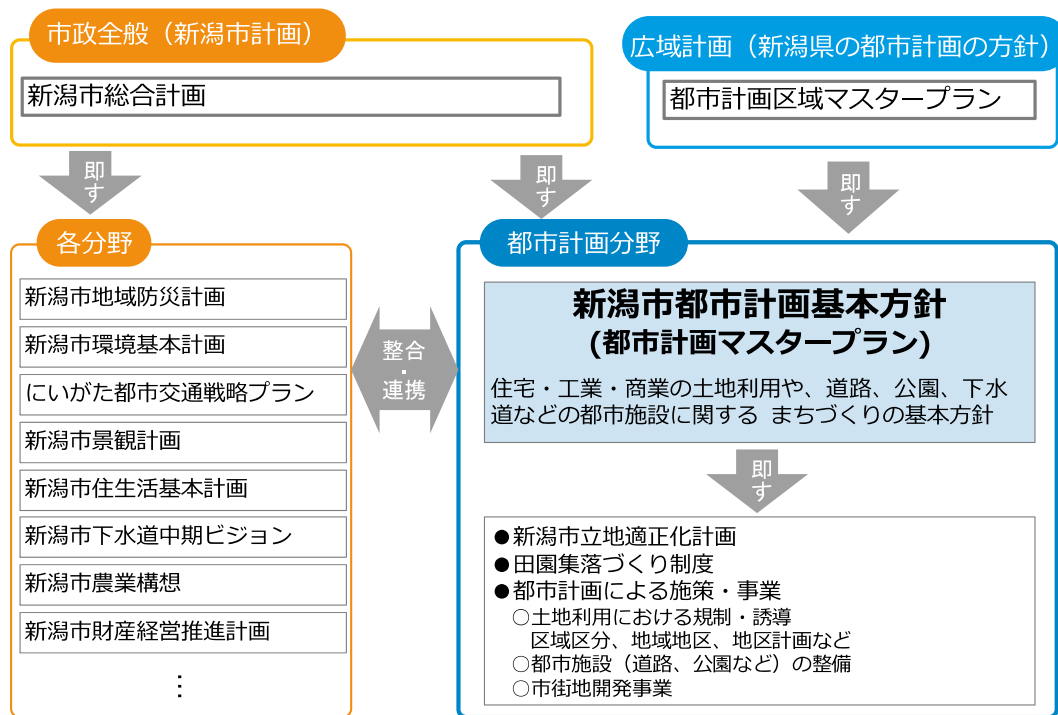 市政全般（新潟市計画）
新潟市総合計画
広域計画（新潟県の都市計画の方針）
都市計画区域マスタープラン
即す
即す
即す
各分野
新潟市地域防災計画
新潟市環境基本計画
にいがた都市交通戦略プラン
新潟市景観計画
新潟市住生活基本計画
新潟市下水道中期ビジョン
新潟市農業構想
新潟市財産経営推進計画
…
整合
・
連携
都市計画分野
新潟市都市計画基本方針
(都市計画マスタープラン)
住宅・工業・商業の土地利用や、道路、公園、下水
道などの都市施設に関する まちづくりの基本方針
即す
●新潟市立地適正化計画
●田園集落づくり制度
●都市計画による施策・事業
○土地利用における規制・誘導
区域区分、地域地区、地区計画など
○都市施設（道路、公園など）の整備
○市街地開発事業